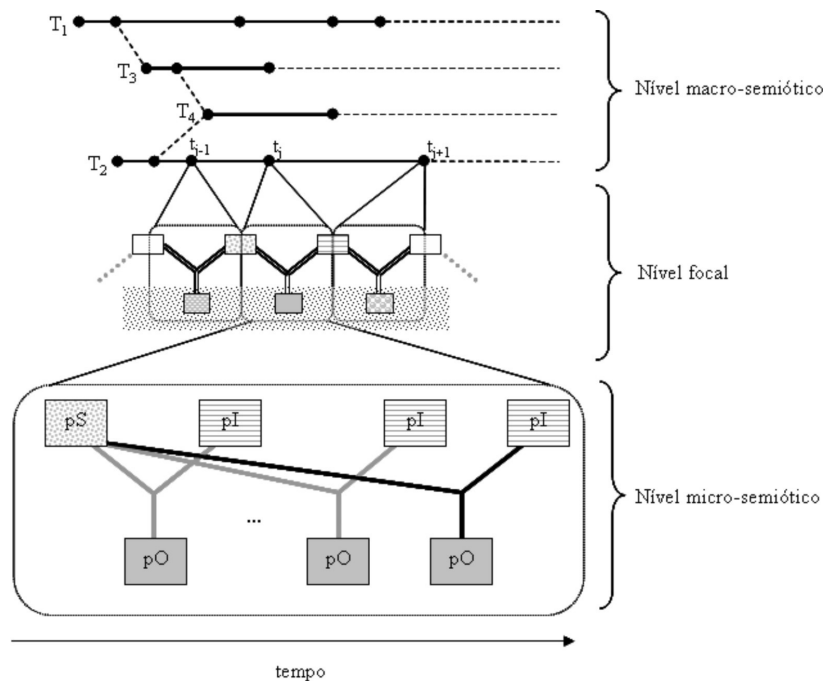 T1
T3
Nível macro-semiótico
T4
T2
tj-1
tj
tj+1
Nível focal
pS
pI
pI
pI
Nível micro-semiótico
...
pO
pO
pO
tempo